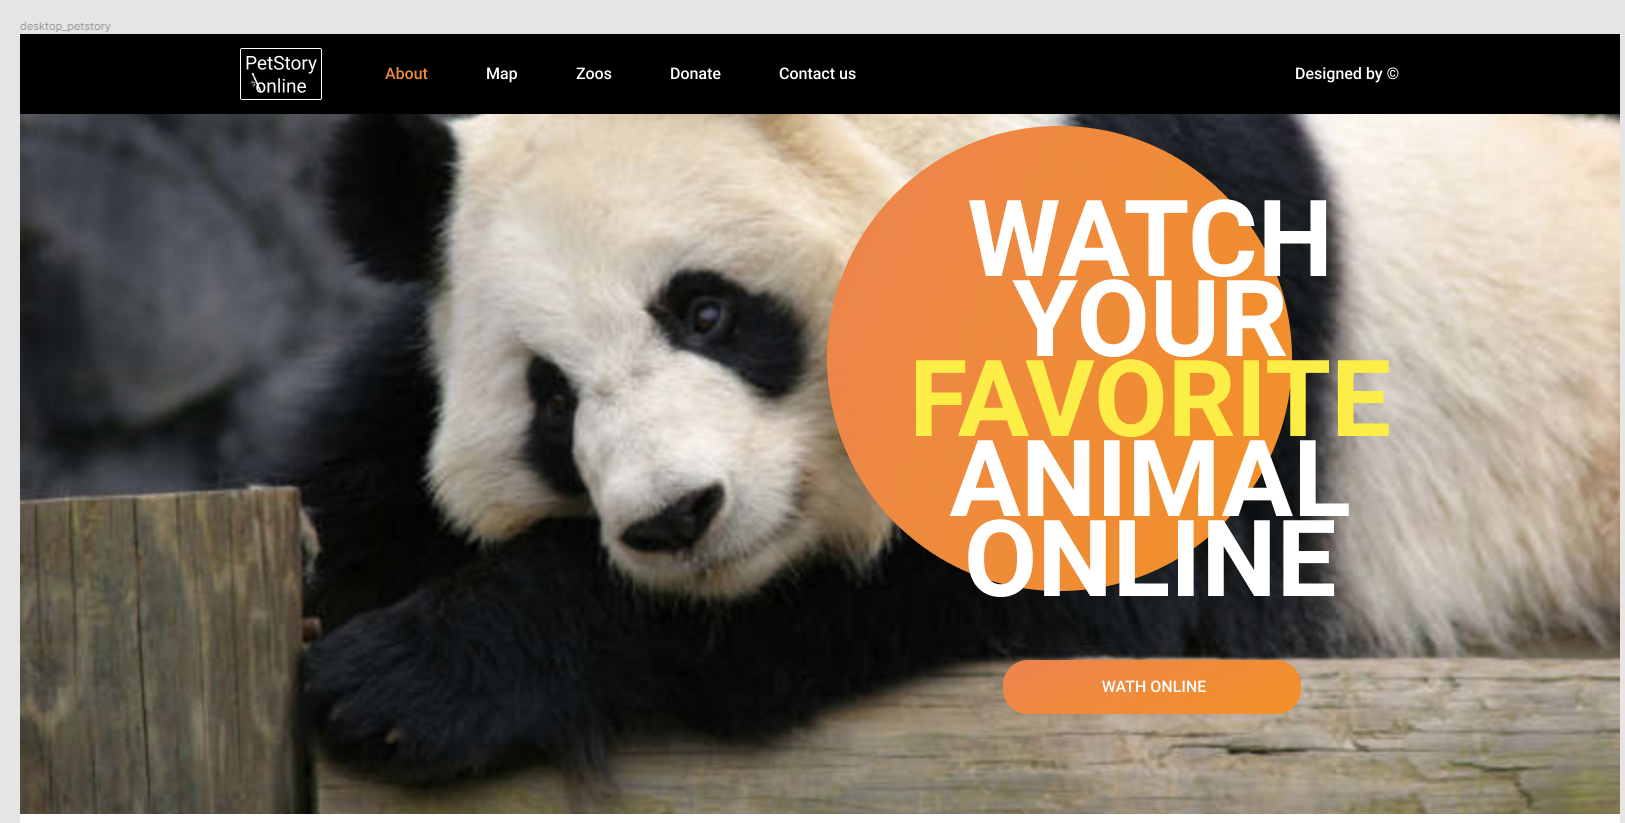 desktop_petstory
PetStory
online
About
Map
Zoos
Donate
Contact us
Designed by ©
WATCH
YOUR
FAVORITE
ANIMAL
ONLINE
WATH ONLINE